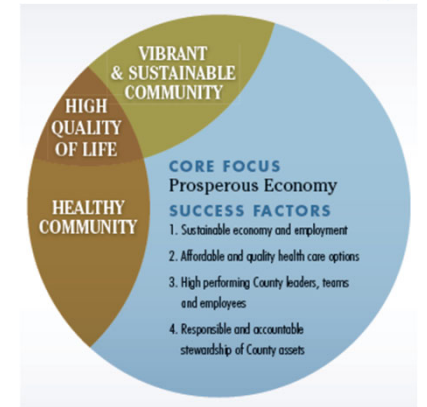 VIBRANT
& SUSTAINABLE
COMMUNITY
HIGH
QUALITY
OF LIFE
HEALTHY
COMMUNITY
CORE FOCUS
Prosperous Economy
SUCCESS FACTORS
1. Sustainable economy and employment
2. Affordable and quality health care options
3. High performing County leaders, teams
and employees
4. Responsible and accountable
stewardship of County assets